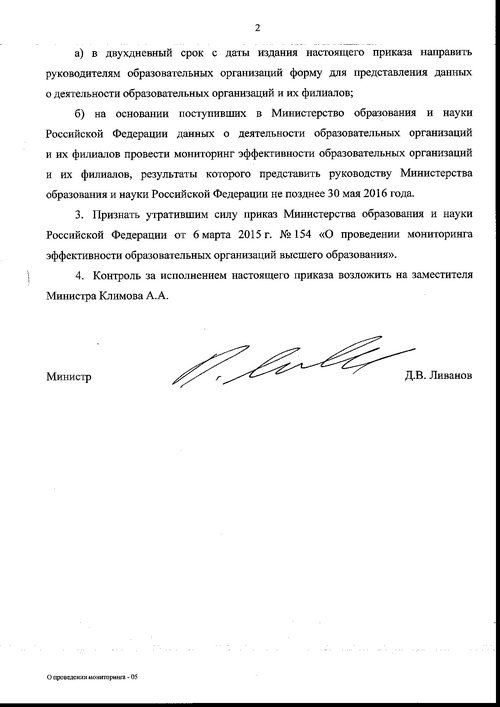 2
а) в двухдневный срок с даты издания настоящего приказа направить
руководителям образовательных организаций форму для представления данных
о деятельности образовательных организаций и их филиалов;
б) на основании поступивших в Министерство образования и науки
Российской Федерации данных о деятельности образовательных организаций
и их филиалов провести мониторинг эффективности образовательных организаций
и их филиалов, результаты которого представить руководству Министерства
образования и науки Российской Федерации не позднее 30 мая 2016 года.
3. Признать утратившим силу приказ Министерства образования и науки
Российской Федерации от 6 марта 2015 г. № 154 «О проведении мониторинга
эффективности образовательных организаций высшего образования».
4. Контроль за исполнением настоящего приказа возложить на заместителя
Министра Климова А.А.
Министр Д.В. Ливанов
О проведении мониторинга - 05